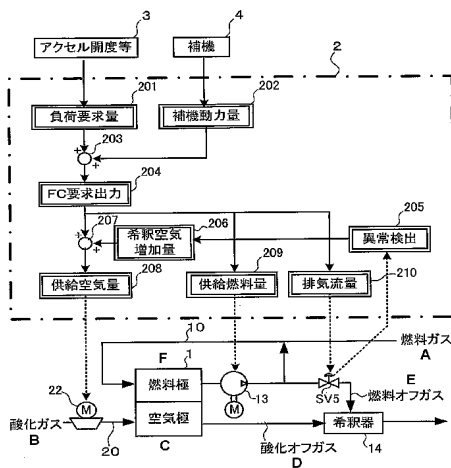 3
4
アクセル開度等
補機
2
201
202
負荷要求量
補機動力量
+
203
+
204
FC要求出力
205
206
207
+
希釈空気
増加量
+
異常検出
208
209
210
供給空気量
供給燃料量
排気流量
10
燃料ガス
A
F
1
E
22
M
燃料極
13
M
SV5
燃料オフガス
酸化ガス
B
20
空気極
C
酸化オフガス
D
希釈器
14